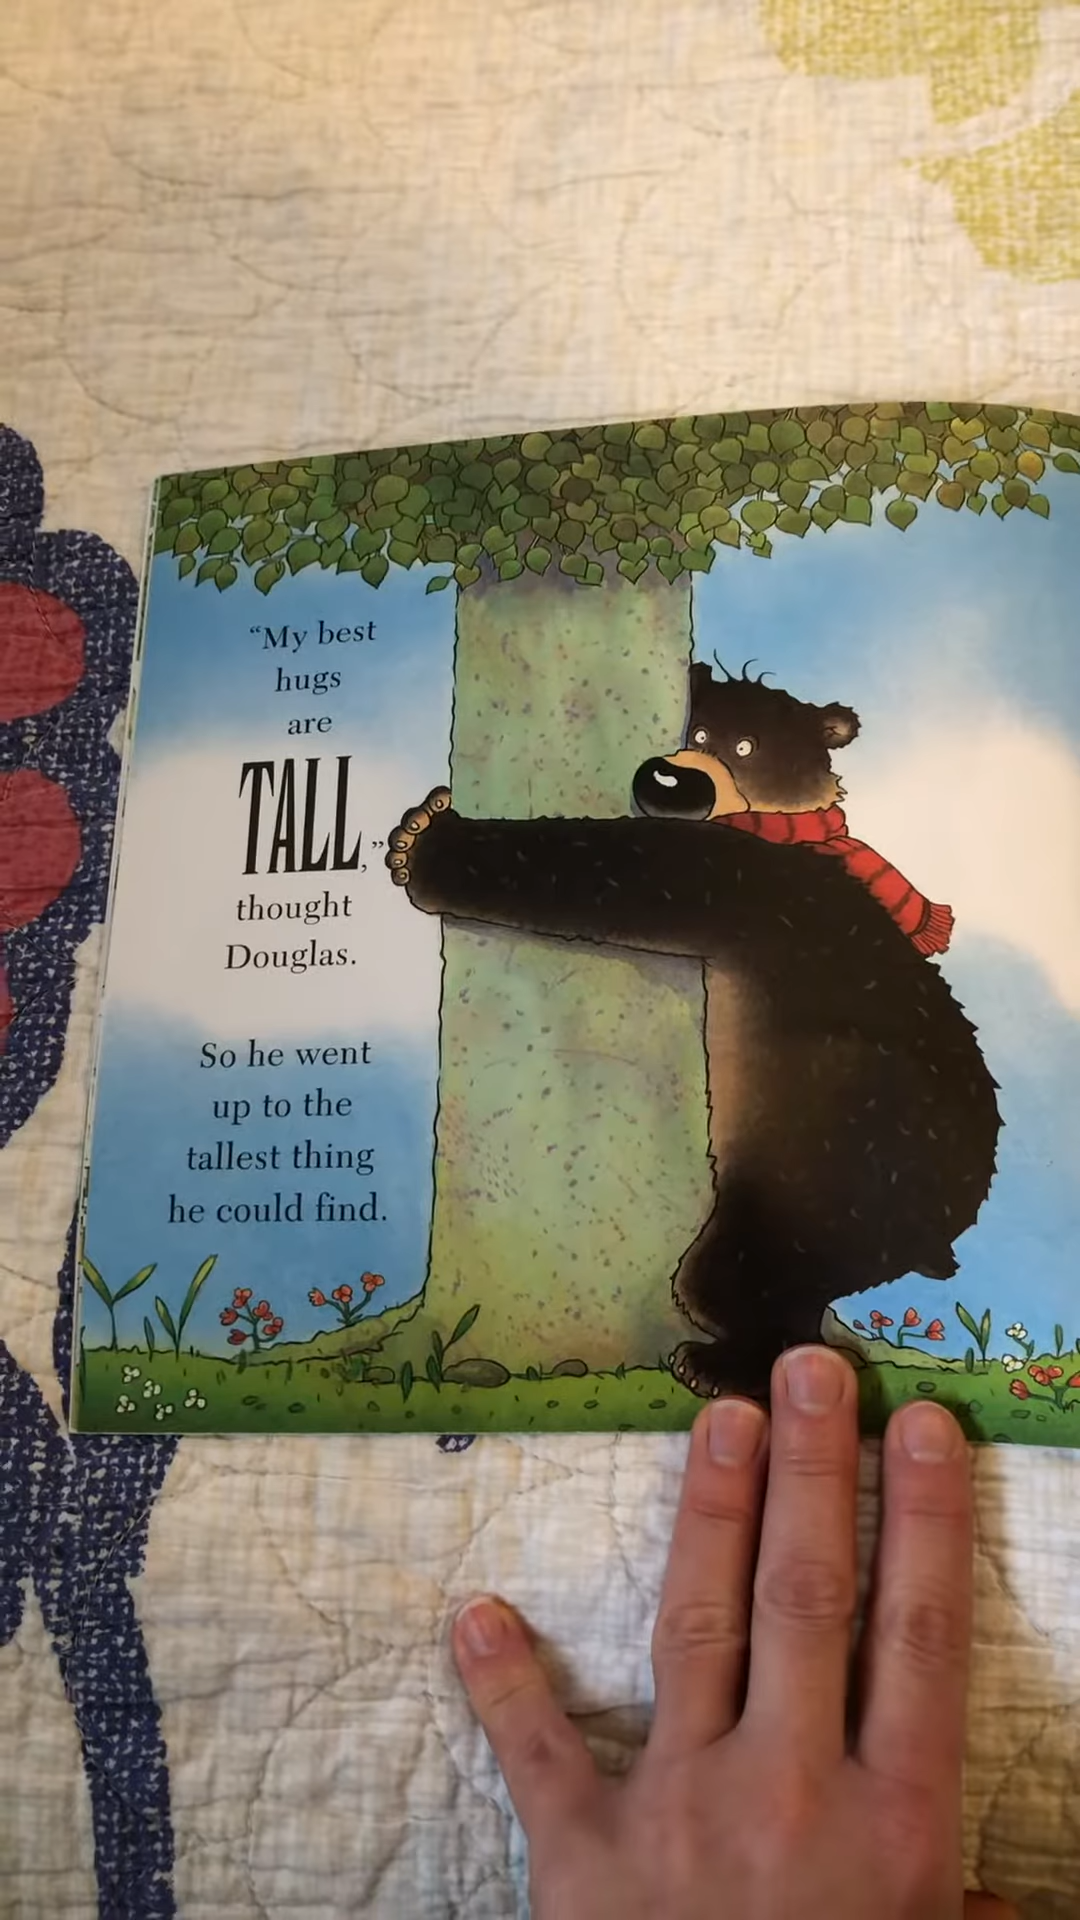 “My best
hugs
are
TALL,”
thought
Douglas.
So he went
up to the
tallest thing
he could find.